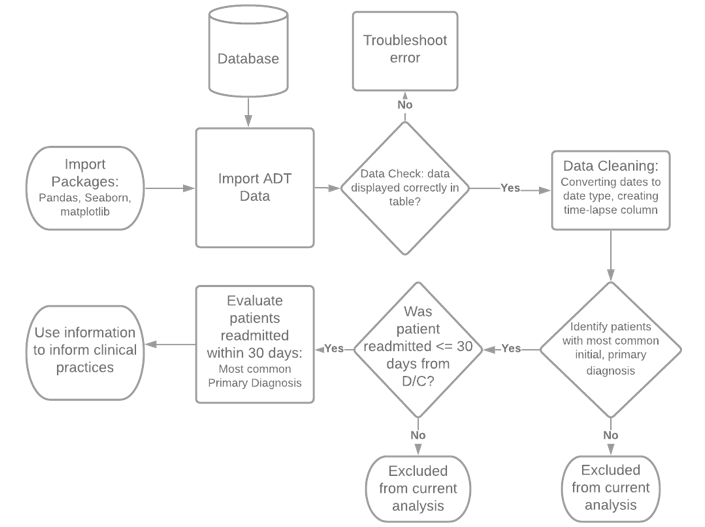 Database
Troubleshoot
error
No
Import
Packages:
Pandas, Seaborn,
matplotlib
Import ADT
Data
Data Check: data
displayed correctly in
table?
Yes
Data Cleaning:
Converting dates to
date type, creating
time-lapse column
Identify patients
with most common
initial, primary
diagnosis
Yes
No
Excluded
from current
analysis
Was
patient
readmitted <= 30
days from
D/C?
Yes
No
Excluded
from current
analysis
Evaluate
patients
readmitted
within 30 days:
Most common
Primary Diagnosis
Use information
to inform clinical
practices